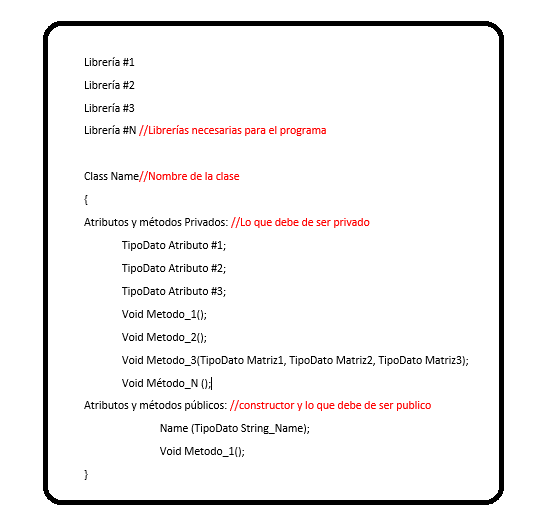 Librería #1
Librería #2
Librería #3
Librería #N //Librerías necesarias para el programa
Class Name//Nombre de la clase
{
Atributos y métodos Privados: //Lo que debe de ser privado
TipoDato Atributo #1;
TipoDato Atributo #2;
TipoDato Atributo #3;
Void Metodo_1();
Void Metodo_2();
Void Metodo_3(TipoDato Matriz1, TipoDato Matriz2, TipoDato Matriz3);
Void Método_N ();
Atributos y métodos públicos: //constructor y lo que debe de ser publico
Name (TipoDato String_Name);
Void Metodo_1();
}